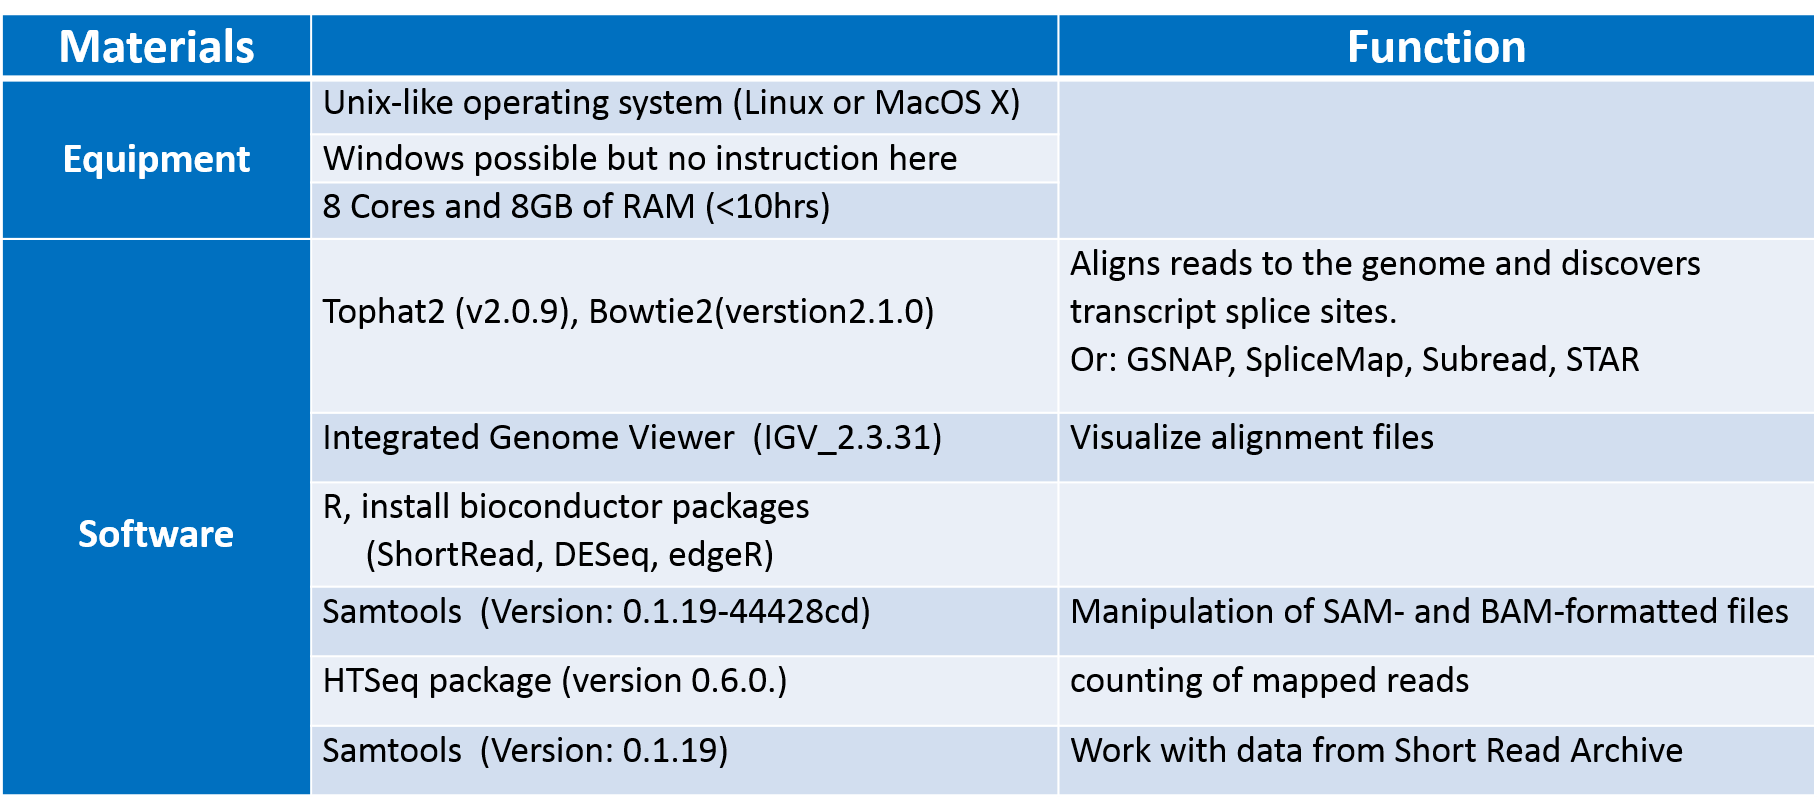 Materials
Function
Equipment
Unix-like operating system (Linux or MacOS X)
Windows possible but no instruction here
8 Cores and 8GB of RAM (<10hrs)
Software
Tophat2 (v2.0.9), Bowtie2(verstion2.1.0)
Aligns reads to the genome and discovers
transcript splice sites.
Or: GSNAP, SpliceMap, Subread, STAR
Integrated Genome Viewer  (IGV_2.3.31)
Visualize alignment files
R, install bioconductor packages
(ShortRead, DESeq, edgeR)
Samtools  (Version: 0.1.19-44428cd)
Manipulation of SAM- and BAM-formatted files
HTSeq package (version 0.6.0.)
counting of mapped reads
Samtools  (Version: 0.1.19)
Work with data from Short Read Archive